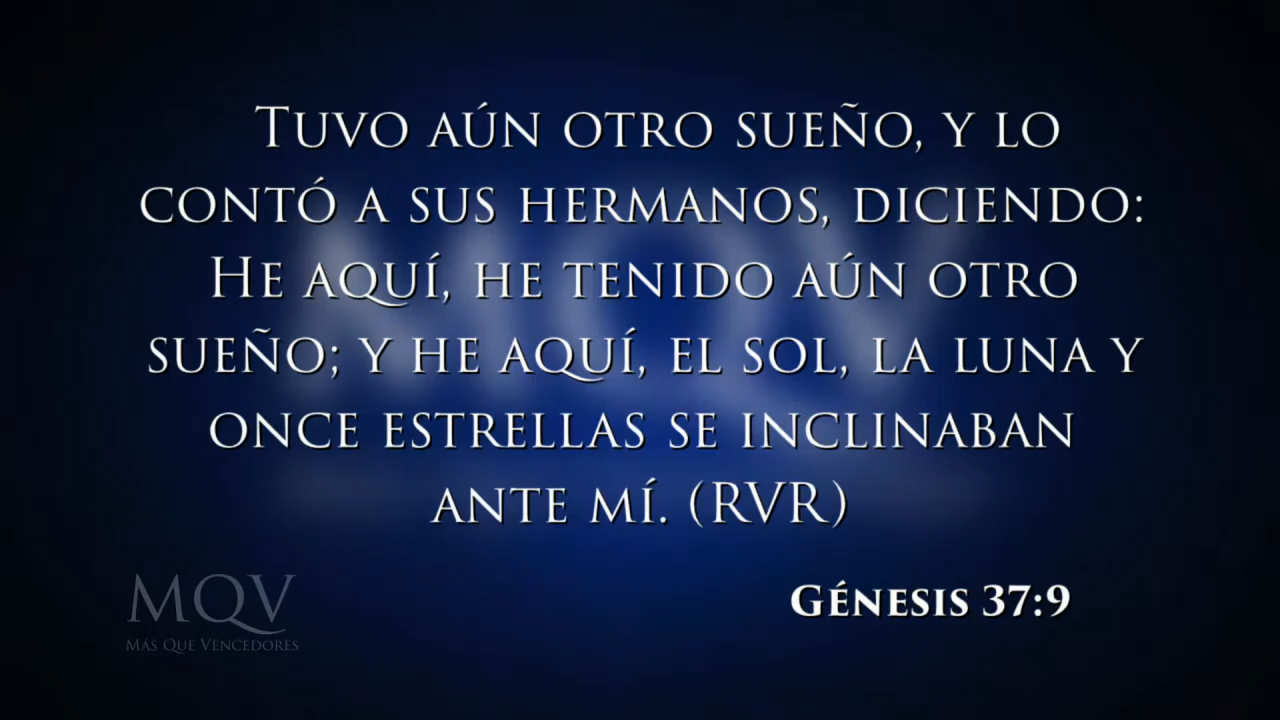 Tuvo aún otro sueño, y lo
contó a sus hermanos, diciendo:
He aquí, he tenido aún otro
sueño; y he aquí, el sol, la luna y
once estrellas se inclinaban
ante mí. (RVR)
Génesis 37:9
MQV
Más Que Vencedores